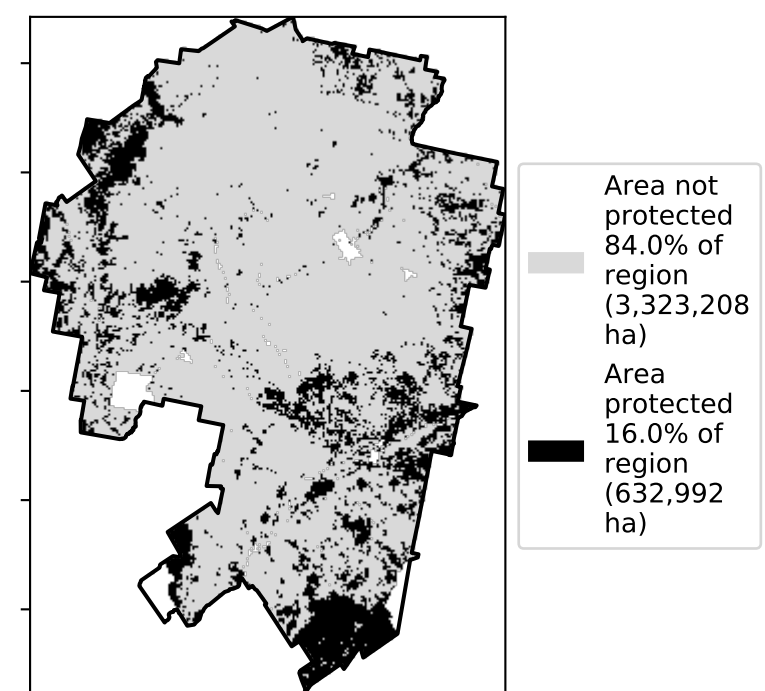 Area not
protected
84.0% of
region
(3,323,208
ha)
Area
protected
16.0% of
region
(632,992
ha)